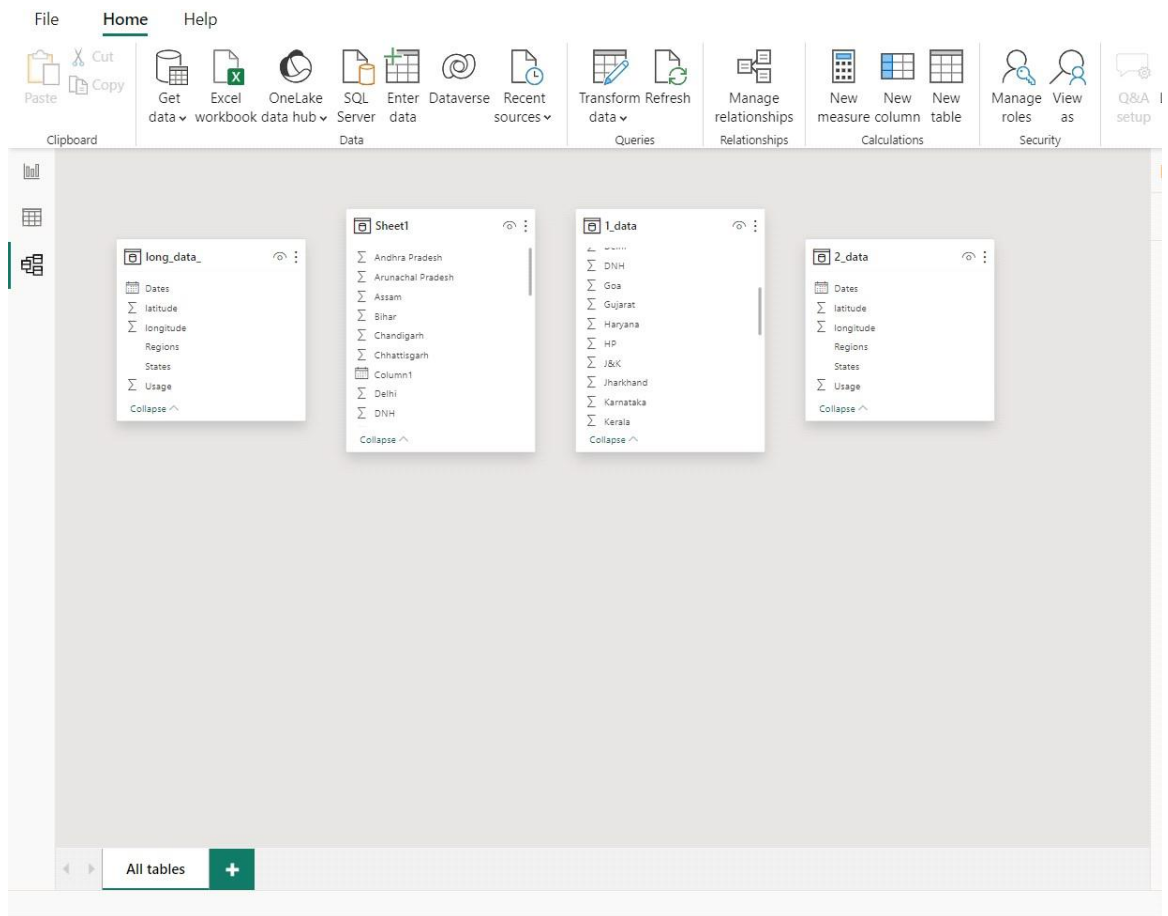 File Home Help
Cut
Copy
Paste
Get data
Excel workbook
OneLake data hub
SQL Server
Enter data
Dataverse
Recent sources
Transform data
Refresh
Manage relationships
New measure
New column
New table
Manage roles
View as
Q&A setup
Clipboard
Data
Queries
Relationships
Calculations
Security
long_data_
Dates
latitude
longitude
Regions
States
Usage
Collapse
Sheet1
Andhra Pradesh
Arunachal Pradesh
Assam
Bihar
Chandigarh
Chhattisgarh
Column1
Delhi
DNH
Collapse
1_data
DNH
Goa
Gujarat
Haryana
HP
J&K
Jharkhand
Karnataka
Kerala
Collapse
2_data
Dates
latitude
longitude
Regions
States
Usage
Collapse
All tables